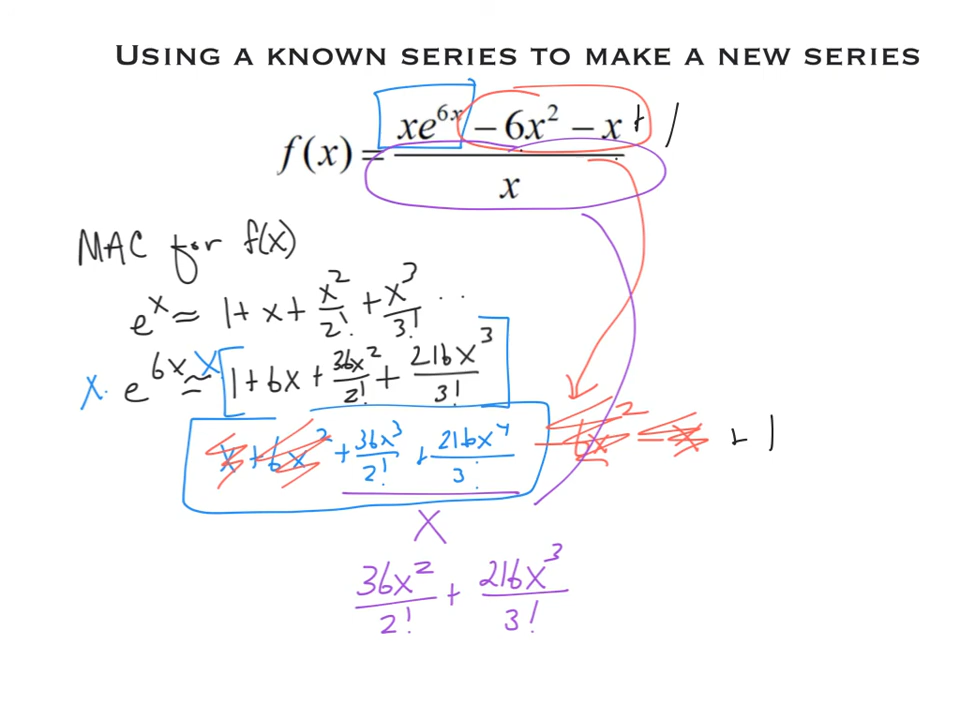 USING A KNOWN SERIES TO MAKE A NEW SERIES
f(x) = (xe^{6x} − 6x² − x + 1) / x
MAC for f(x)
e^x ≈ 1 + x + x²/2! + x³/3! ..
x · e^{6x} ≈ x [1 + 6x + 36x²/2! + 216x³/3!]
x + 6x² + 36x³/2! + 216x⁴/3! − 6x² − x + 1
x
36x²/2! + 216x³/3!